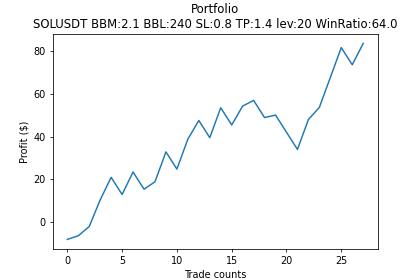 Portfolio
SOLUSDT BBM:2.1 BBL:240 SL:0.8 TP:1.4 lev:20 WinRatio:64.0
80
60
40
20
0
Profit ($)
0 5 10 15 20 25
Trade counts